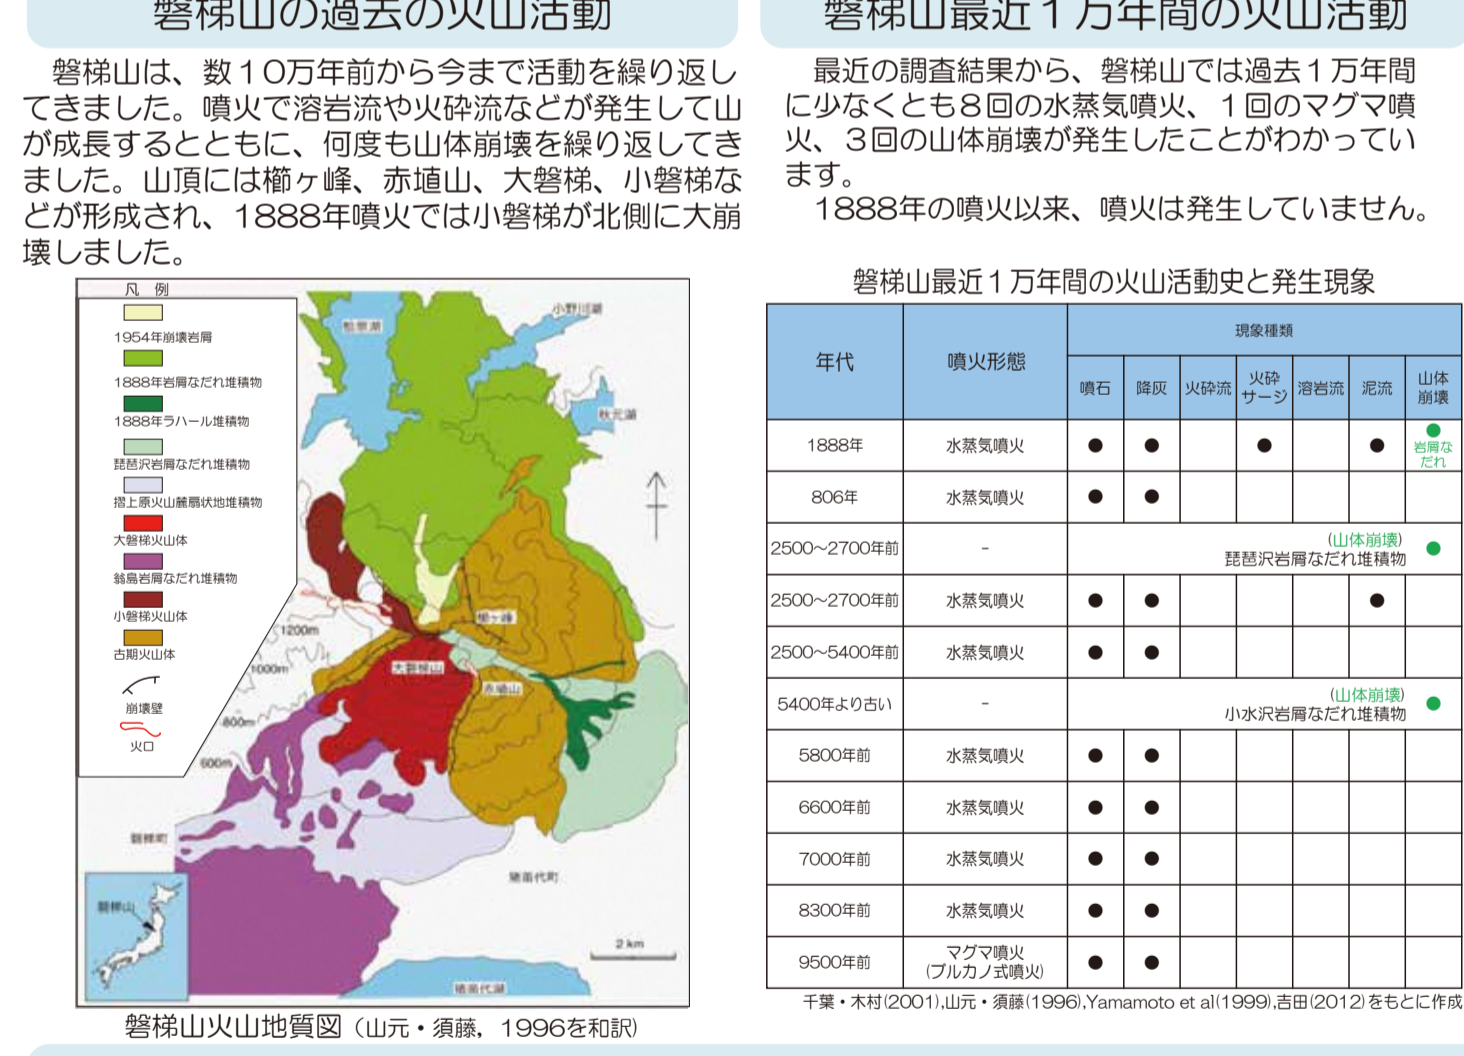 磐梯山の過去の火山活動
磐梯山は、数１０万年前から今まで活動を繰り返し
てきました。噴火で溶岩流や火砕流などが発生して山
が成長するとともに、何度も山体崩壊を繰り返してき
ました。山頂には櫛ヶ峰、赤埴山、大磐梯、小磐梯な
どが形成され、1888年噴火では小磐梯が北側に大崩
壊しました。
凡 例
1954年崩壊岩屑
1888年岩屑なだれ堆積物
1888年ラハール堆積物
琵琶沢岩屑なだれ堆積物
摺上原火山麓扇状地堆積物
大磐梯火山体
翁島岩屑なだれ堆積物
小磐梯火山体
古期火山体
崩壊壁
火口
桧原湖
小野川湖
秋元湖
櫛ヶ峰
大磐梯山
赤埴山
1200m
1000m
800m
600m
磐梯町
猪苗代町
磐梯山
2 km
猪苗代湖
磐梯山火山地質図（山元・須藤，1996を和訳）
磐梯山最近１万年間の火山活動
最近の調査結果から、磐梯山では過去１万年間
に少なくとも８回の水蒸気噴火、１回のマグマ噴
火、３回の山体崩壊が発生したことがわかってい
ます。
1888年の噴火以来、噴火は発生していません。
磐梯山最近１万年間の火山活動史と発生現象
年代 噴火形態 現象種類
噴石 降灰 火砕流 火砕サージ 溶岩流 泥流 山体崩壊
1888年 水蒸気噴火 ● ● ● ● ● 岩屑なだれ
806年 水蒸気噴火 ● ●
2500～2700年前 - (山体崩壊) 琵琶沢岩屑なだれ堆積物 ●
2500～2700年前 水蒸気噴火 ● ● ●
2500～5400年前 水蒸気噴火 ● ●
5400年より古い - (山体崩壊) 小水沢岩屑なだれ堆積物 ●
5800年前 水蒸気噴火 ● ●
6600年前 水蒸気噴火 ● ●
7000年前 水蒸気噴火 ● ●
8300年前 水蒸気噴火 ● ●
9500年前 マグマ噴火 (ブルカノ式噴火) ● ●
千葉・木村(2001),山元・須藤(1996),Yamamoto et al(1999),吉田(2012)をもとに作成